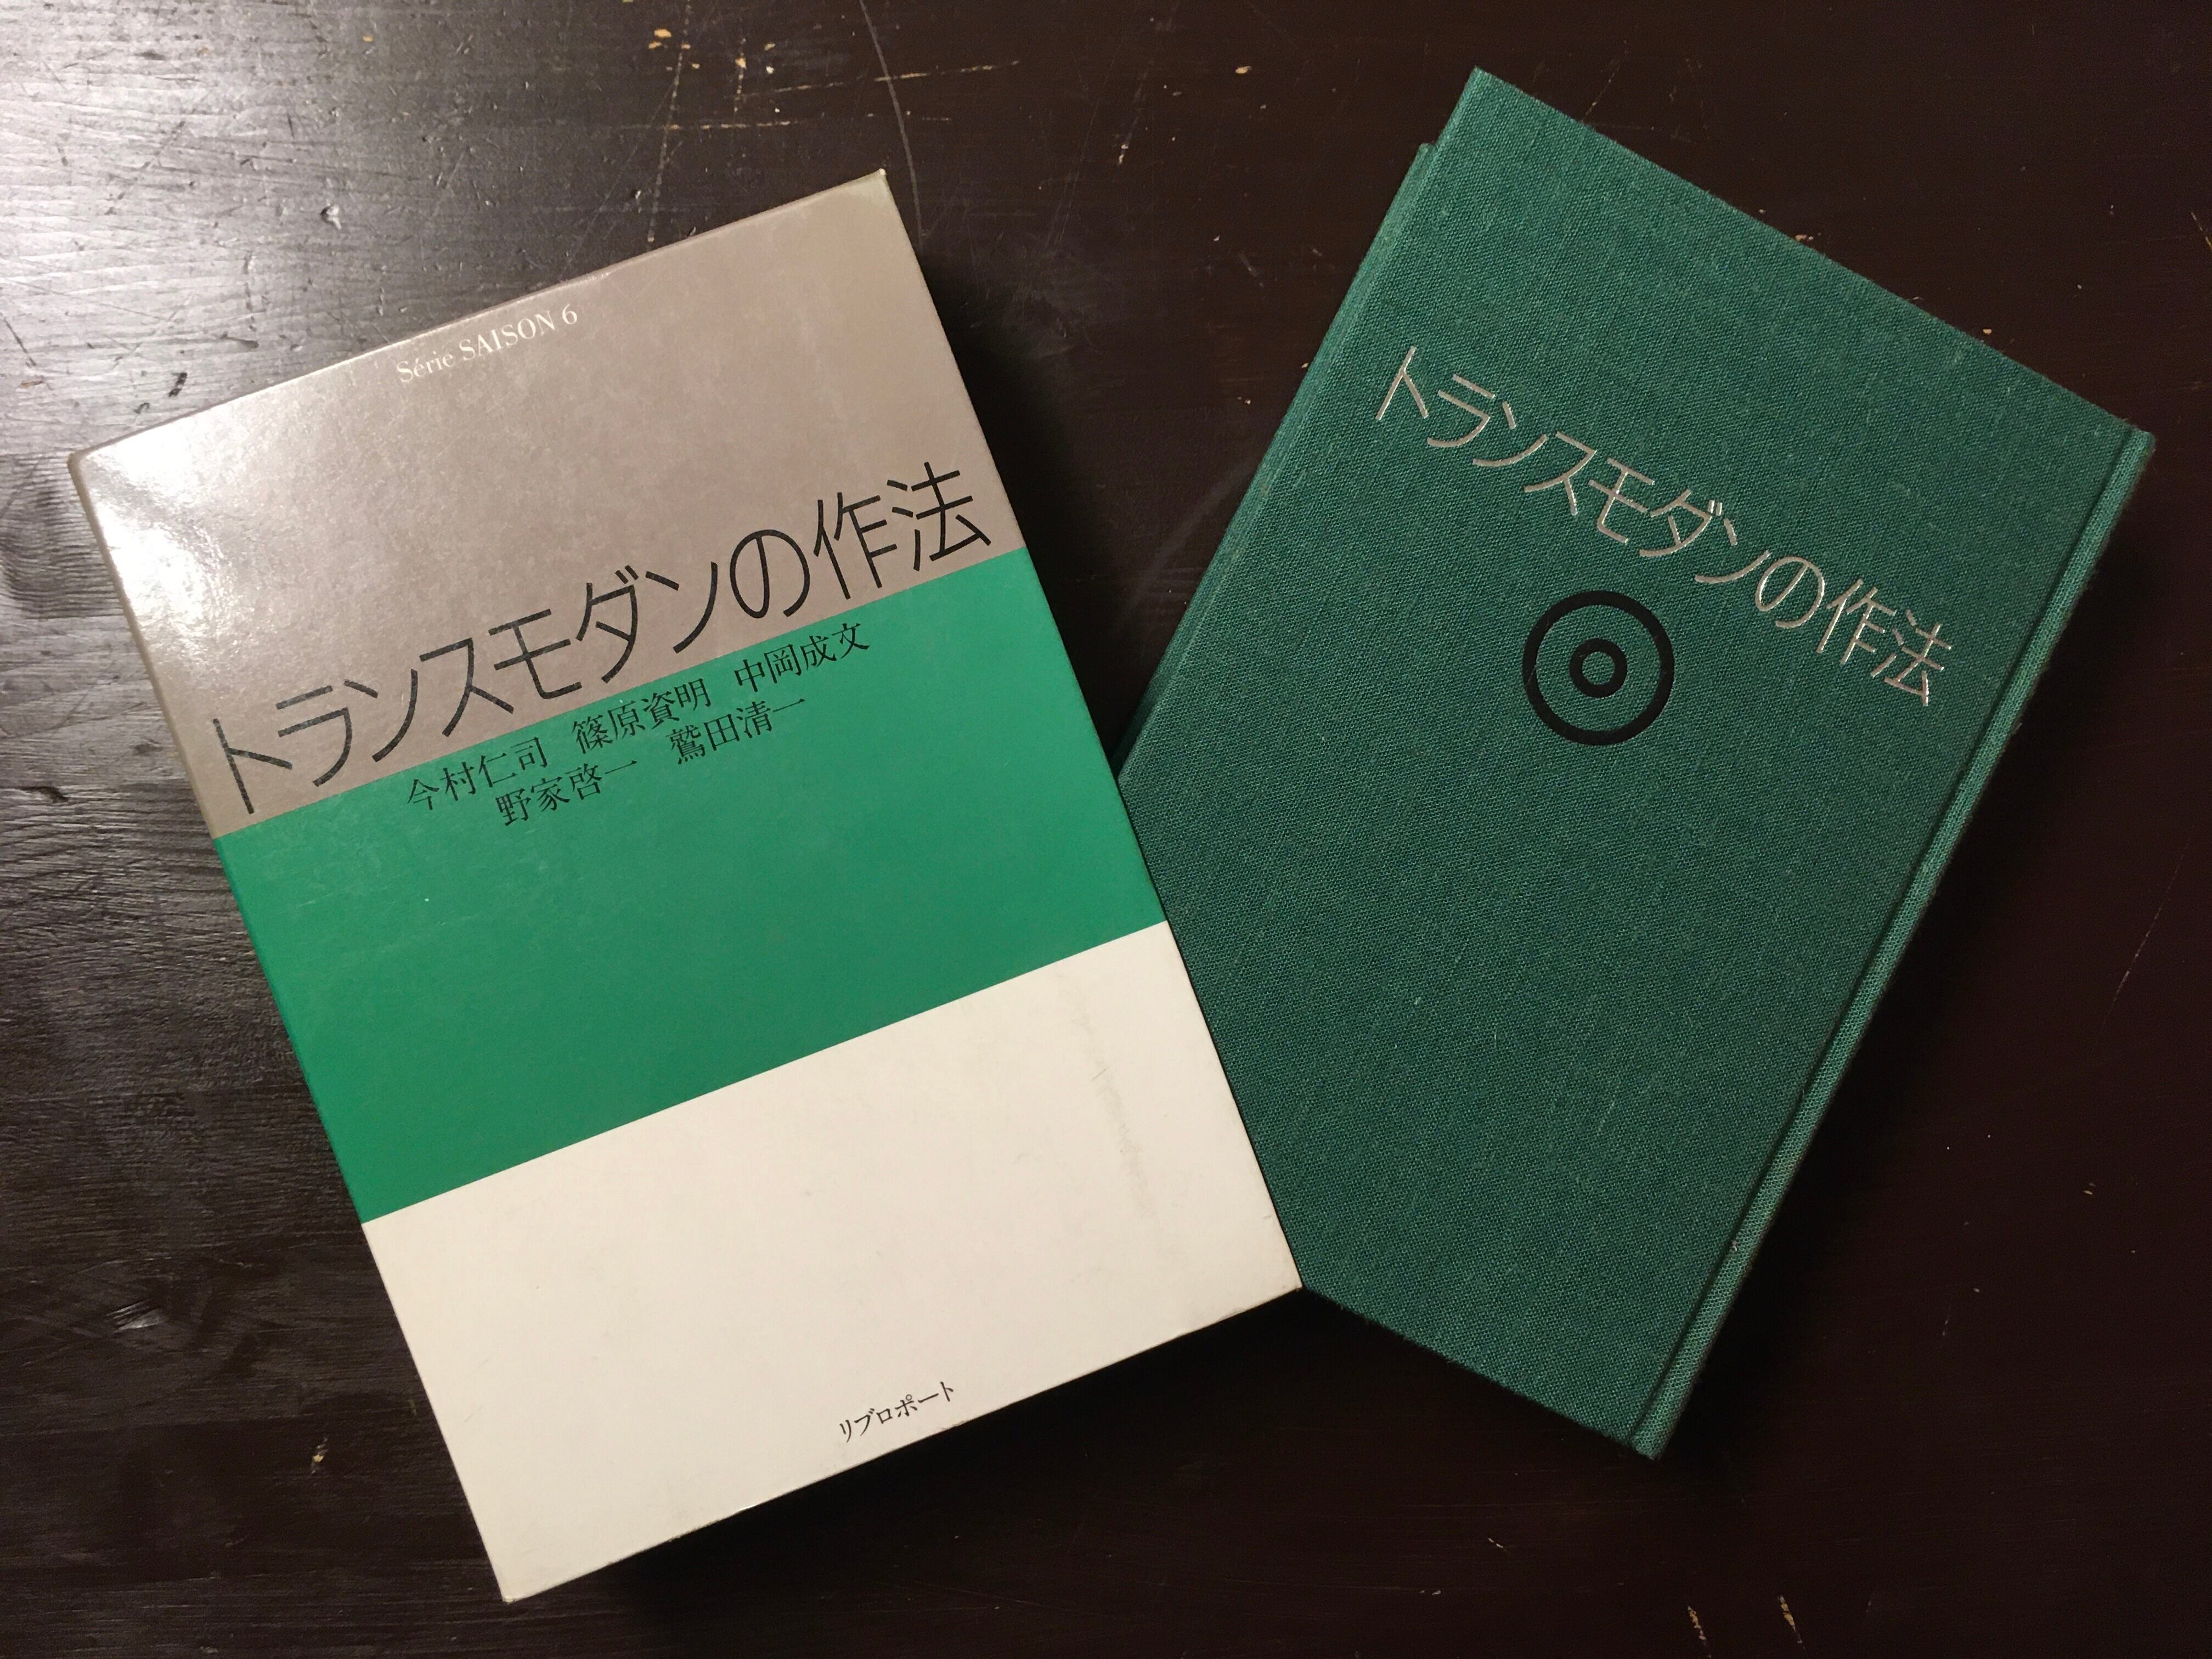 Série SAISON 6
トランスモダンの作法
今村仁司 篠原資明 中岡成文
野家啓一 鷲田清一
リブロポート
トランスモダンの作法